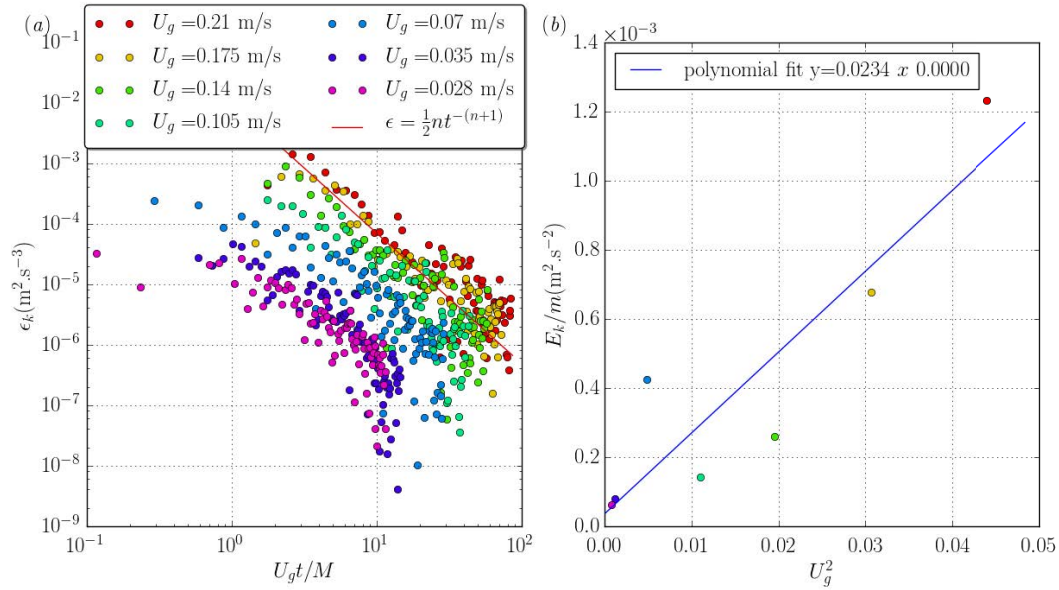 (a)
U_g =0.21 m/s
U_g =0.175 m/s
U_g =0.14 m/s
U_g =0.105 m/s
U_g =0.07 m/s
U_g =0.035 m/s
U_g =0.028 m/s
ϵ = ½nt^−(n+1)
10^−1
10^−2
10^−3
10^−4
10^−5
10^−6
10^−7
10^−8
10^−9
ϵ_k(m².s^−3)
10^−1
10^0
10^1
10^2
U_g t/M
(b)
×10^−3
polynomial fit y=0.0234 x 0.0000
1.4
1.2
1.0
0.8
0.6
0.4
0.2
0.0
E_k/m(m².s^−2)
0.00
0.01
0.02
0.03
0.04
0.05
U_g²